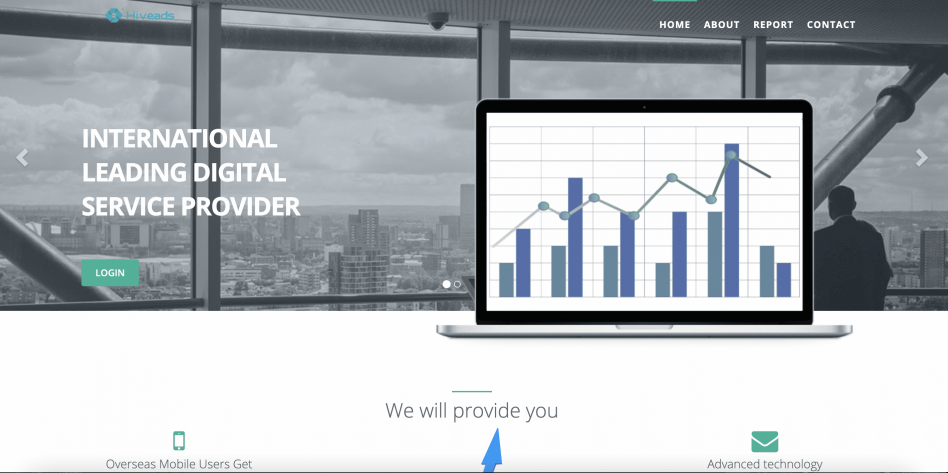 Hiveads
HOME ABOUT REPORT CONTACT
INTERNATIONAL
LEADING DIGITAL
SERVICE PROVIDER
LOGIN
We will provide you
Overseas Mobile Users Get
Advanced technology